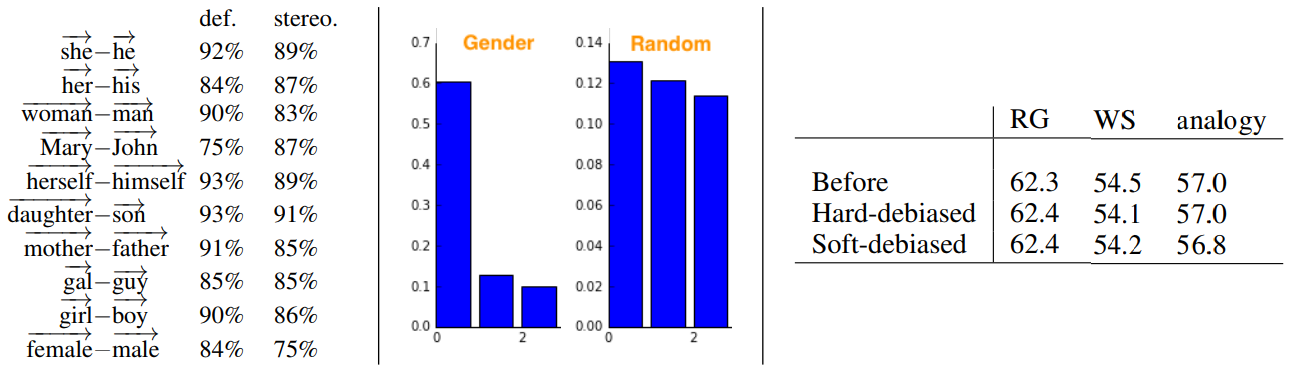 def. stereo.
she−he 92% 89%
her−his 84% 87%
woman−man 90% 83%
Mary−John 75% 87%
herself−himself 93% 89%
daughter−son 93% 91%
mother−father 91% 85%
gal−guy 85% 85%
girl−boy 90% 86%
female−male 84% 75%
Gender
0.7
0.6
0.5
0.4
0.3
0.2
0.1
0.0
0 2
Random
0.14
0.12
0.10
0.08
0.06
0.04
0.02
0.00
0 2
RG WS analogy
Before 62.3 54.5 57.0
Hard-debiased 62.4 54.1 57.0
Soft-debiased 62.4 54.2 56.8